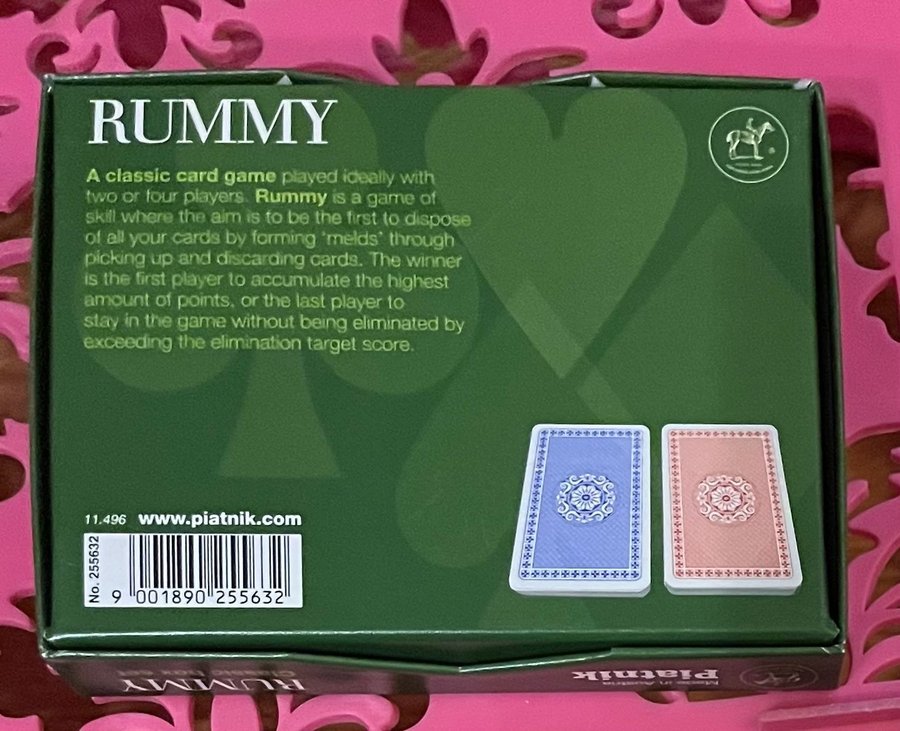 RUMMY
A classic card game played ideally with
two or four players. Rummy is a game of
skill where the aim is to be the first to dispose
of all your cards by forming 'melds' through
picking up and discarding cards. The winner
is the first player to accumulate the highest
amount of points, or the last player to
stay in the game without being eliminated by
exceeding the elimination target score.
11.496 www.piatnik.com
No. 255632
9 001890 255632
RUMMY
Made in Austria
Piatnik